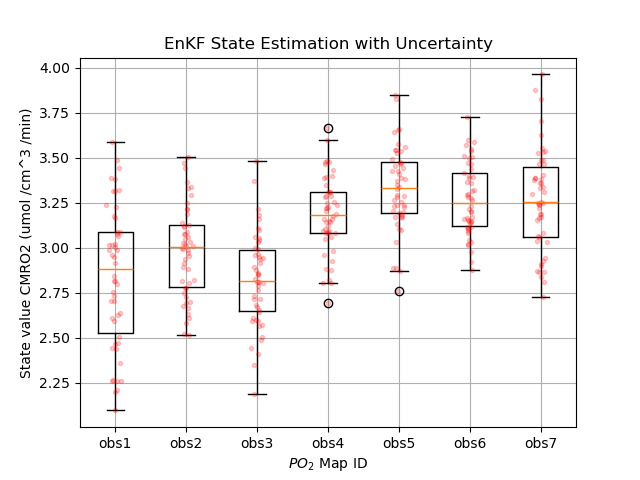 EnKF State Estimation with Uncertainty
State value CMRO2 (umol /cm^3 /min)
4.00
3.75
3.50
3.25
3.00
2.75
2.50
2.25
obs1 obs2 obs3 obs4 obs5 obs6 obs7
PO₂ Map ID